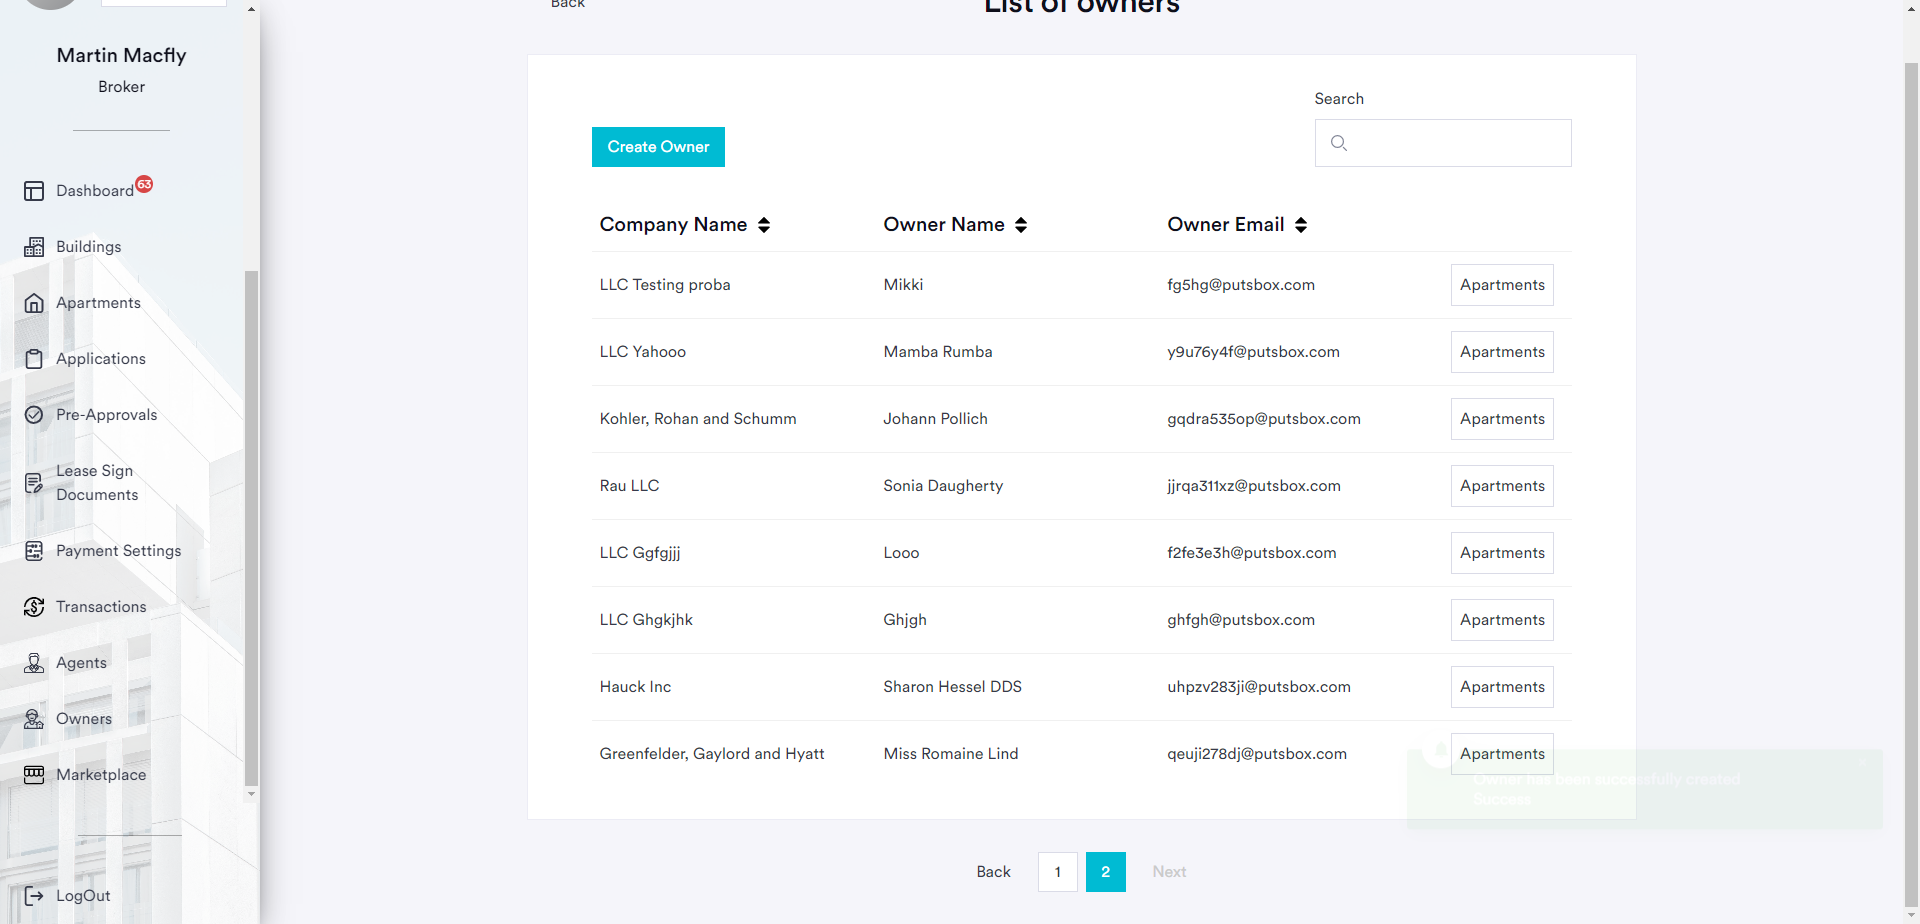 Back
List of owners
Martin Macfly
Broker
Dashboard 63
Buildings
Apartments
Applications
Pre-Approvals
Lease Sign
Documents
Payment Settings
Transactions
Agents
Owners
Marketplace
LogOut
Search
Create Owner
Company Name Owner Name Owner Email
LLC Testing proba Mikki fg5hg@putsbox.com Apartments
LLC Yahooo Mamba Rumba y9u76y4f@putsbox.com Apartments
Kohler, Rohan and Schumm Johann Pollich gqdra535op@putsbox.com Apartments
Rau LLC Sonia Daugherty jjrqa311xz@putsbox.com Apartments
LLC Ggfgjjj Looo f2fe3e3h@putsbox.com Apartments
LLC Ghgkjhk Ghjgh ghfgh@putsbox.com Apartments
Hauck Inc Sharon Hessel DDS uhpzv283ji@putsbox.com Apartments
Greenfelder, Gaylord and Hyatt Miss Romaine Lind qeuji278dj@putsbox.com Apartments
Owner has been successfully created
Success
Back 1 2 Next